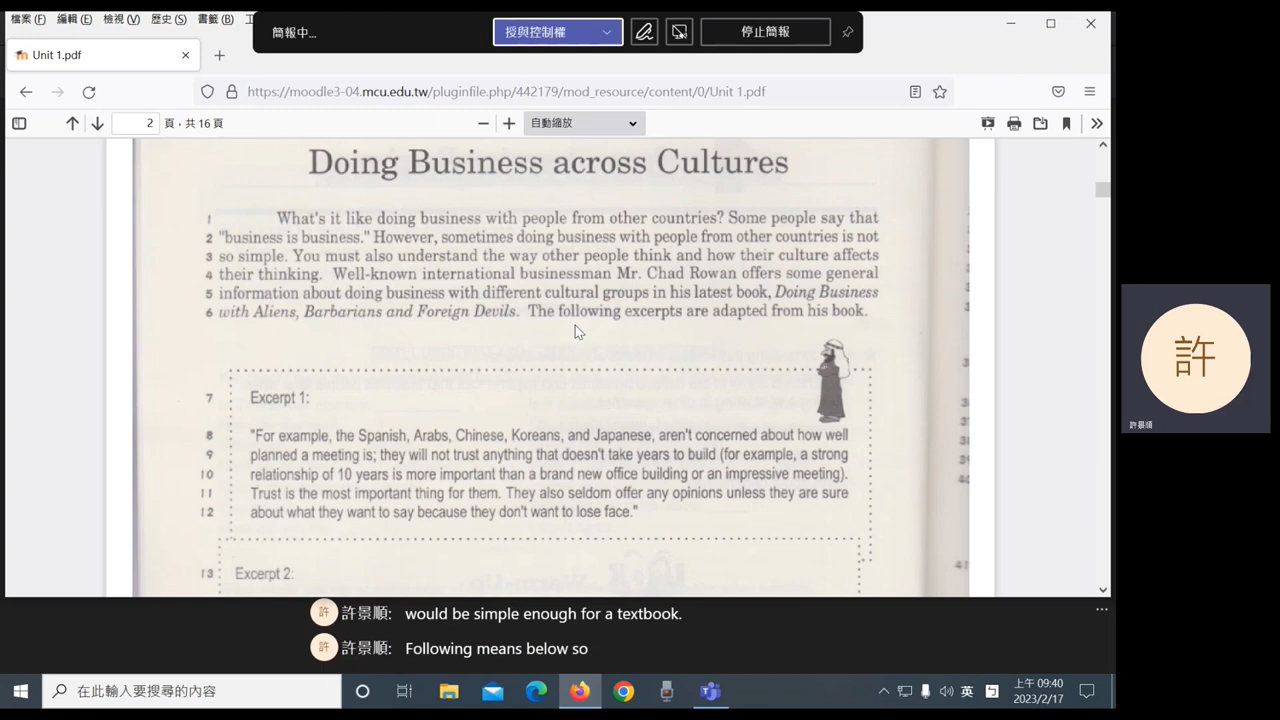 檔案 (F) 編輯 (E) 檢視 (V) 歷史 (S) 書籤 (B)
簡報中...
授與控制權
停止簡報
Unit 1.pdf
https://moodle3-04.mcu.edu.tw/pluginfile.php/442179/mod_resource/content/0/Unit 1.pdf
2 頁，共 16 頁
自動縮放
Doing Business across Cultures
1 What's it like doing business with people from other countries? Some people say that
2 "business is business." However, sometimes doing business with people from other countries is not
3 so simple. You must also understand the way other people think and how their culture affects
4 their thinking. Well-known international businessman Mr. Chad Rowan offers some general
5 information about doing business with different cultural groups in his latest book, Doing Business
6 with Aliens, Barbarians and Foreign Devils. The following excerpts are adapted from his book.
7 Excerpt 1:
8 "For example, the Spanish, Arabs, Chinese, Koreans, and Japanese, aren't concerned about how well
9 planned a meeting is; they will not trust anything that doesn't take years to build (for example, a strong
10 relationship of 10 years is more important than a brand new office building or an impressive meeting).
11 Trust is the most important thing for them. They also seldom offer any opinions unless they are sure
12 about what they want to say because they don't want to lose face."
13 Excerpt 2:
許
許景順
許 許景順: would be simple enough for a textbook.
許 許景順: Following means below so
在此輸入要搜尋的內容
英
上午 09:40
2023/2/17